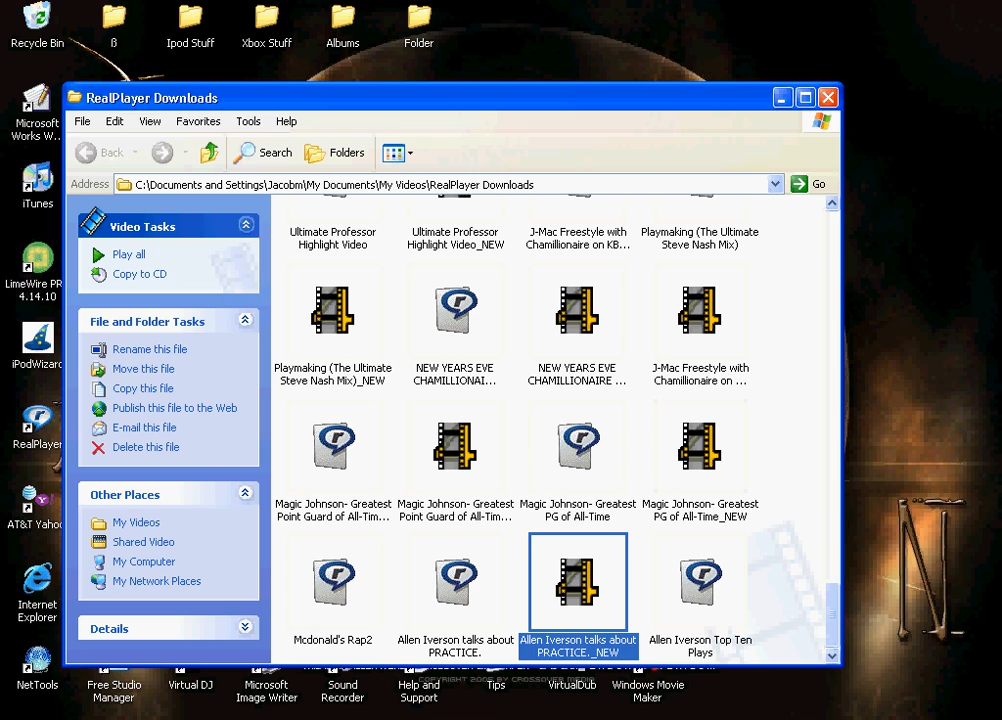 Recycle Bin
ß
Ipod Stuff
Xbox Stuff
Albums
Folder
Microsoft
Works W...
iTunes
LimeWire PR
4.14.10
iPodWizard
RealPlayer
AT&T Yahoo
Internet
Explorer
NetTools
RealPlayer Downloads
File Edit View Favorites Tools Help
Back
Search
Folders
Address
C:\Documents and Settings\Jacobm\My Documents\My Videos\RealPlayer Downloads
Go
Video Tasks
Play all
Copy to CD
File and Folder Tasks
Rename this file
Move this file
Copy this file
Publish this file to the Web
E-mail this file
Delete this file
Other Places
My Videos
Shared Video
My Computer
My Network Places
Details
Ultimate Professor
Highlight Video
Ultimate Professor
Highlight Video_NEW
J-Mac Freestyle with
Chamillionaire on KB...
Playmaking (The Ultimate
Steve Nash Mix)
Playmaking (The Ultimate
Steve Nash Mix)_NEW
NEW YEARS EVE
CHAMILLIONAI...
NEW YEARS EVE
CHAMILLIONAIRE ...
J-Mac Freestyle with
Chamillionaire on ...
Magic Johnson- Greatest
Point Guard of All-Tim...
Magic Johnson- Greatest
Point Guard of All-Tim...
Magic Johnson- Greatest
PG of All-Time
Magic Johnson- Greatest
PG of All-Time_NEW
Mcdonald's Rap2
Allen Iverson talks about
PRACTICE.
Allen Iverson talks about
PRACTICE._NEW
Allen Iverson Top Ten
Plays
COPYRIGHT 2005 BY CROSSOVER MEDIA
Free Studio
Manager
Virtual DJ
Microsoft
Image Writer
Sound
Recorder
Help and
Support
Tips
VirtualDub
Windows Movie
Maker